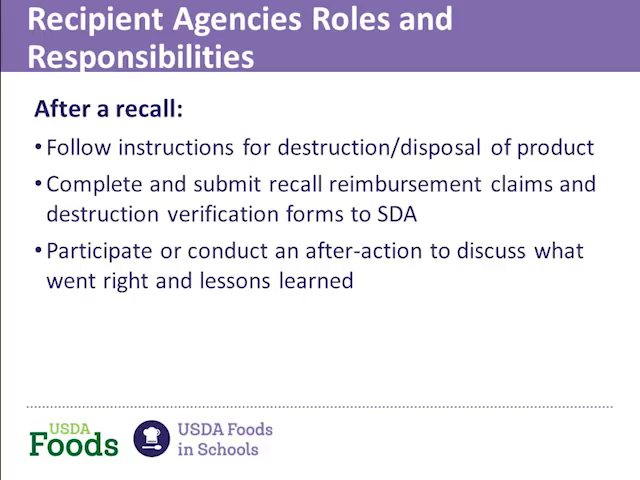 Recipient Agencies Roles and
Responsibilities
After a recall:
• Follow instructions for destruction/disposal of product
• Complete and submit recall reimbursement claims and
destruction verification forms to SDA
• Participate or conduct an after-action to discuss what
went right and lessons learned
USDA
Foods
USDA Foods
in Schools